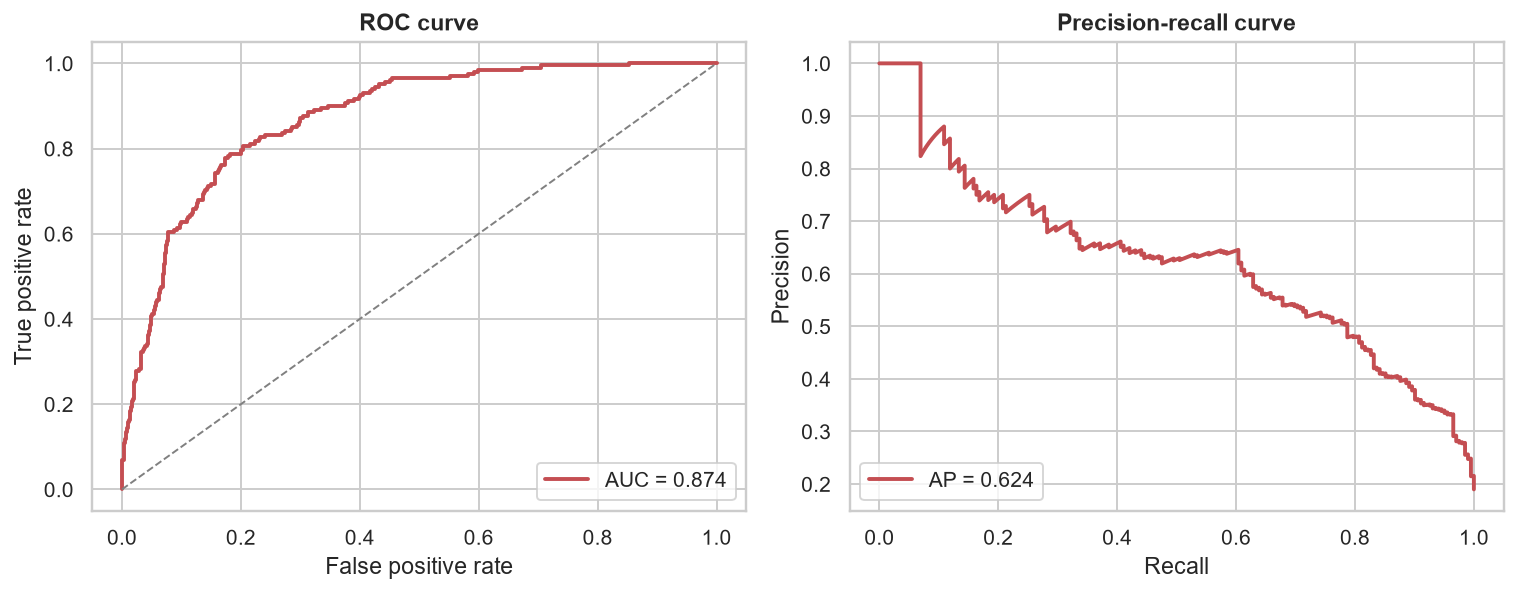 ROC curve
True positive rate
1.0
0.8
0.6
0.4
0.2
0.0
AUC = 0.874
0.0 0.2 0.4 0.6 0.8 1.0
False positive rate
Precision-recall curve
Precision
1.0
0.9
0.8
0.7
0.6
0.5
0.4
0.3
0.2
AP = 0.624
0.0 0.2 0.4 0.6 0.8 1.0
Recall